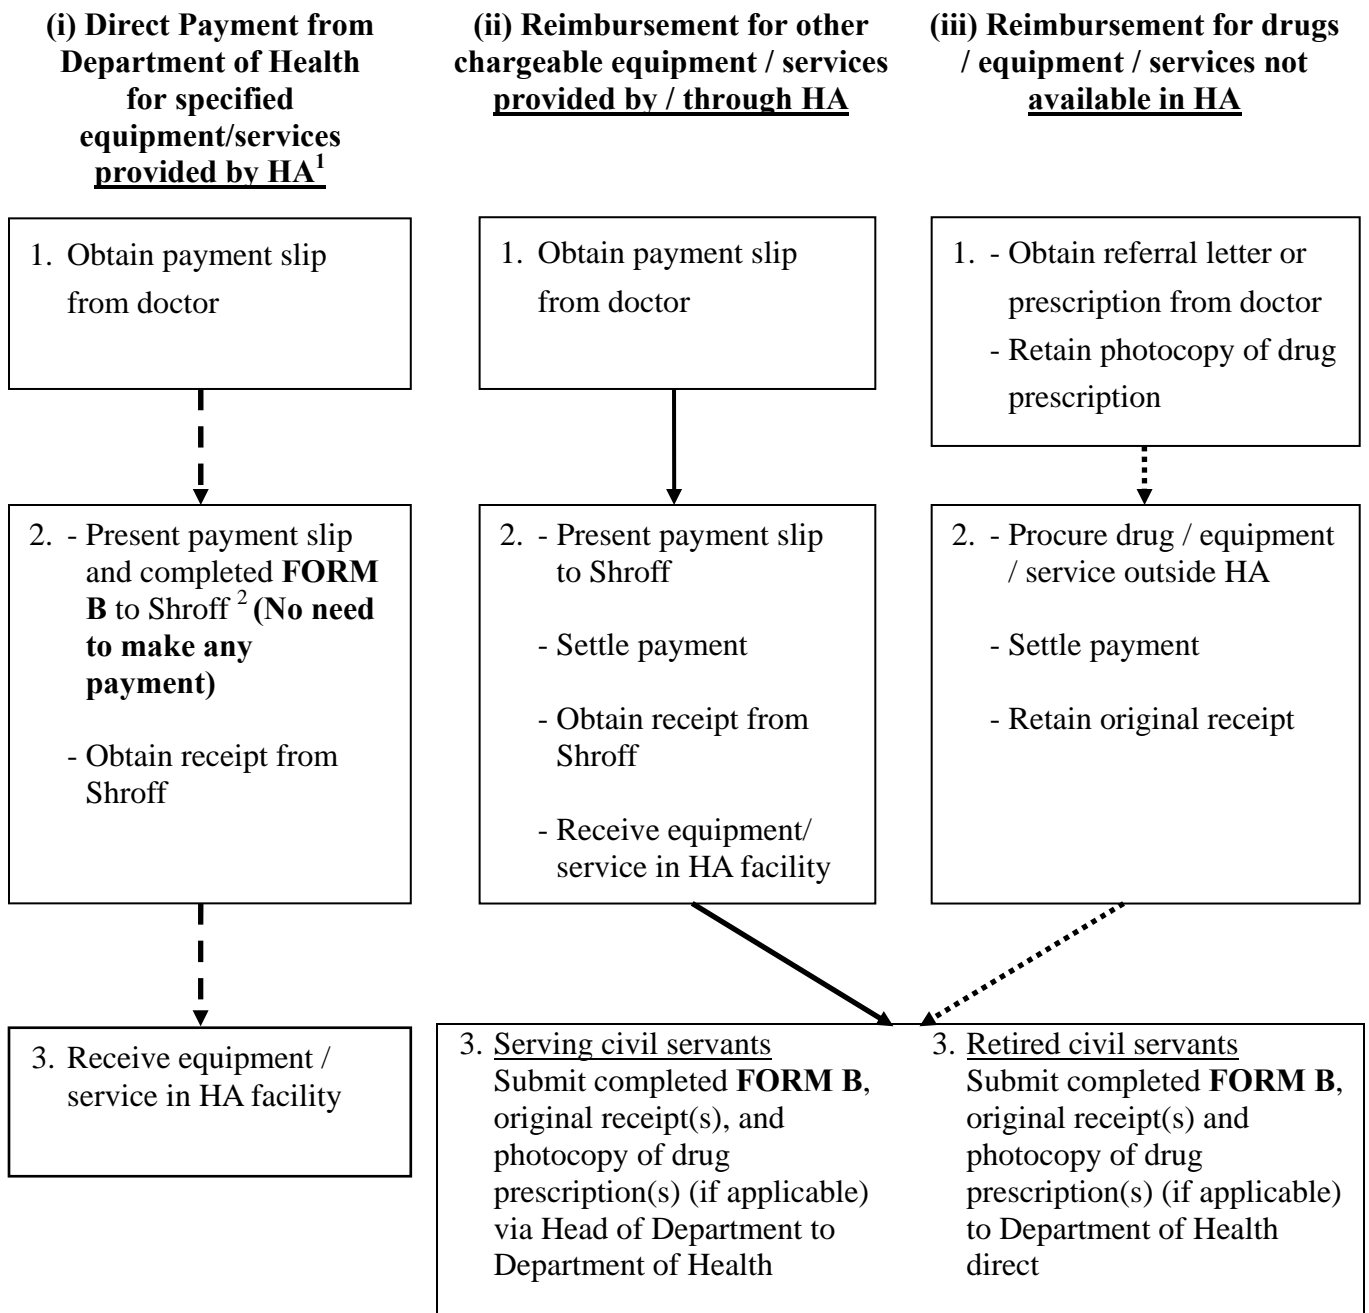 (i) Direct Payment from
Department of Health
for specified
equipment/services
provided by HA1
(ii) Reimbursement for other
chargeable equipment / services
provided by / through HA
(iii) Reimbursement for drugs
/ equipment / services not
available in HA
1. Obtain payment slip
from doctor
1. Obtain payment slip
from doctor
1. - Obtain referral letter or
prescription from doctor
- Retain photocopy of drug
prescription
2. - Present payment slip
and completed FORM
B to Shroff 2 (No need
to make any
payment)
- Obtain receipt from
Shroff
2. - Present payment slip
to Shroff
- Settle payment
- Obtain receipt from
Shroff
- Receive equipment/
service in HA facility
2. - Procure drug / equipment
/ service outside HA
- Settle payment
- Retain original receipt
3. Receive equipment /
service in HA facility
3. Serving civil servants
Submit completed FORM B,
original receipt(s), and
photocopy of drug
prescription(s) (if applicable)
via Head of Department to
Department of Health
3. Retired civil servants
Submit completed FORM B,
original receipt(s) and
photocopy of drug
prescription(s) (if applicable)
to Department of Health
direct